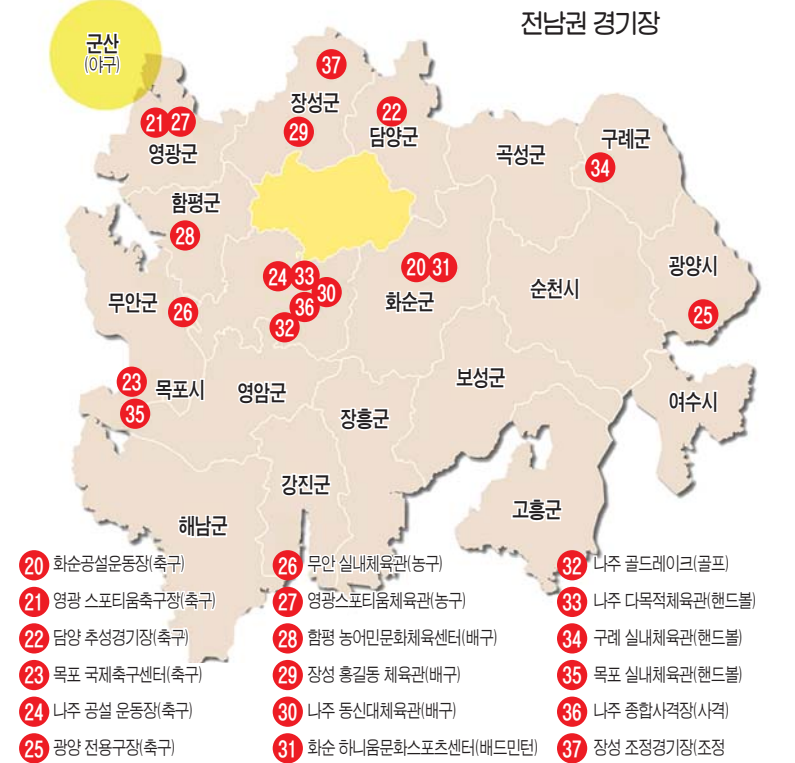 전남권 경기장
군산
(야구)
37
장성군
22
21 27
29
담양군
영광군
곡성군
구례군
34
함평군
28
20 31
광양시
24 33
30
화순군
순천시
무안군
26
36
25
32
23
목포시
영암군
보성군
여수시
35
장흥군
강진군
고흥군
해남군
20 화순공설운동장(축구)
21 영광 스포티움축구장(축구)
22 담양 추성경기장(축구)
23 목포 국제축구센터(축구)
24 나주 공설 운동장(축구)
25 광양 전용구장(축구)
26 무안 실내체육관(농구)
27 영광스포티움체육관(농구)
28 함평 농어민문화체육센터(배구)
29 장성 홍길동 체육관(배구)
30 나주 동신대체육관(배구)
31 화순 하니움문화스포츠센터(배드민턴)
32 나주 골드레이크(골프)
33 나주 다목적체육관(핸드볼)
34 구례 실내체육관(핸드볼)
35 목포 실내체육관(핸드볼)
36 나주 종합사격장(사격)
37 장성 조정경기장(조정